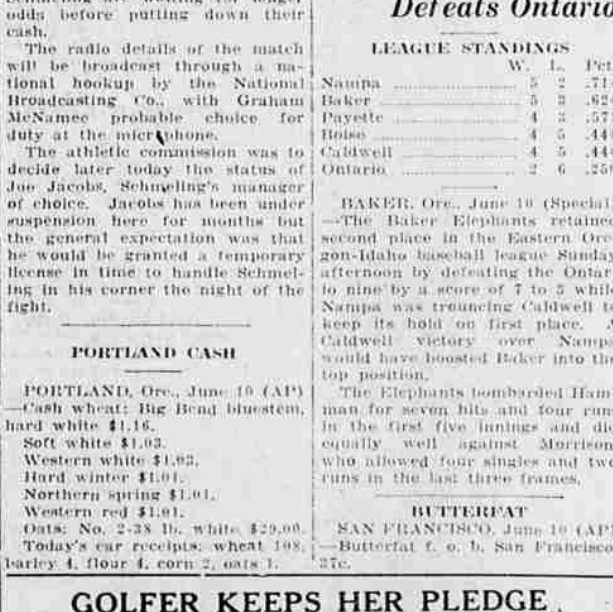 odds before putting down their
cash.
The radio details of the match
will be broadcast through a na-
tional hookup by the National
Broadcasting Co., with Graham
McNamee probable choice for
duty at the microphone.
The athletic commission was to
decide later today the status of
Joe Jacobs, Schmeling's manager
of choice. Jacobs has been under
suspension here for months but
the general expectation was that
he would be granted a temporary
license in time to handle Schmel-
ing in his corner the night of the
fight.
PORTLAND CASH
PORTLAND, Ore., June 10 (AP)
—Cash wheat: Big Bend bluestem,
hard white $1.16.
Soft white $1.03.
Western white $1.03.
Hard winter $1.01.
Northern spring $1.01.
Western red $1.01.
Oats: No. 2-38 lb. white $29.00.
Today's car receipts: wheat 108,
barley 4, flour 4, corn 2, oats 1.
Defeats Ontario
LEAGUE STANDINGS
W. L. Pct
Nampa 5 2 .71
Baker 5 3 .62
Payette 4 3 .57
Boise 4 5 .44
Caldwell 4 5 .44
Ontario 2 6 .25
BAKER, Ore., June 10 (Special)
—The Baker Elephants retained
second place in the Eastern Ore
gon-Idaho baseball league Sunday
afternoon by defeating the Ontar
io nine by a score of 7 to 5 while
Nampa was trouncing Caldwell to
keep its hold on first place. A
Caldwell victory over Nampa
would have boosted Baker into the
top position.
The Elephants bombarded Ham
man for seven hits and four runs
in the first five innings and did
equally well against Morrison,
who allowed four singles and two
runs in the last three frames.
BUTTERFAT
SAN FRANCISCO, June 10 (AP)
—Butterfat f. o. b. San Francisco
37c.
GOLFER KEEPS HER PLEDGE